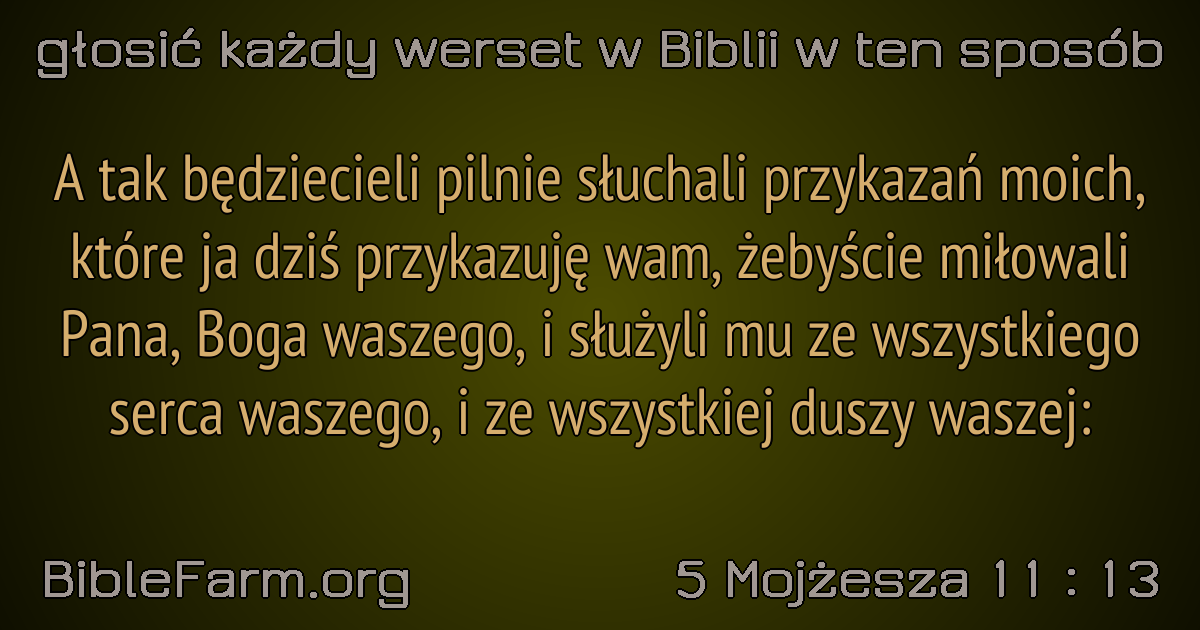 głosić każdy werset w Biblii w ten sposób
A tak będziecieli pilnie słuchali przykazań moich,
które ja dziś przykazuję wam, żebyście miłowali
Pana, Boga waszego, i służyli mu ze wszystkiego
serca waszego, i ze wszystkiej duszy waszej:
BibleFarm.org
5 Mojżesza 11 : 13